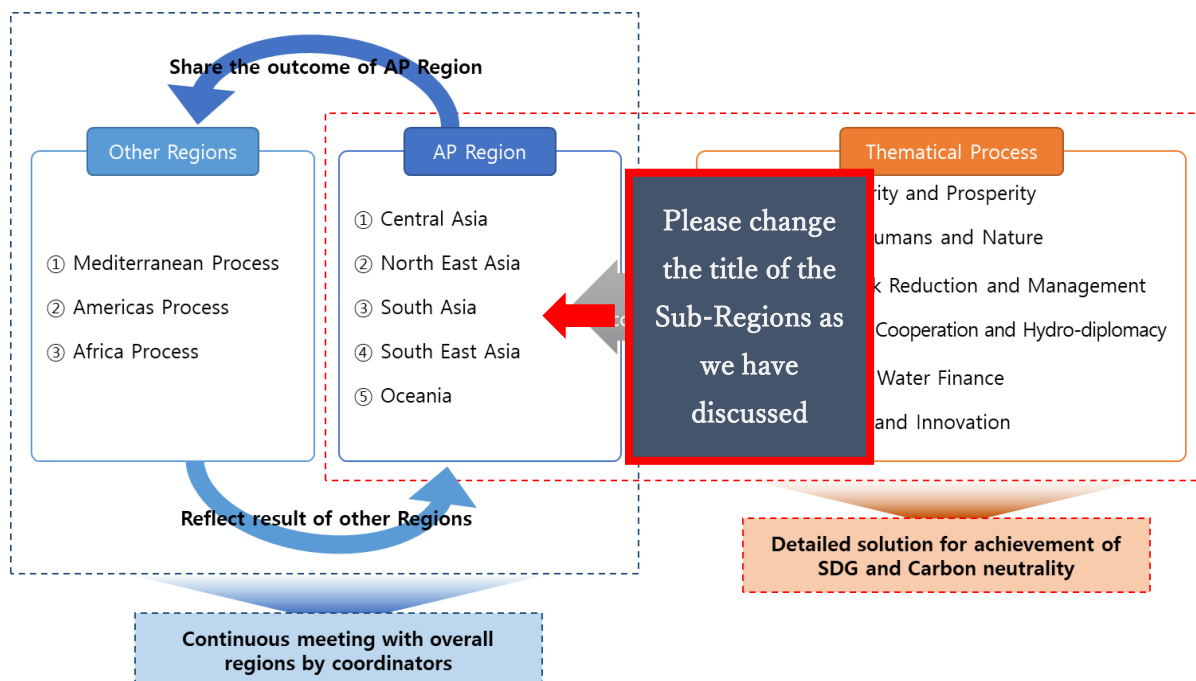 Share the outcome of AP Region
Other Regions
① Mediterranean Process
② Americas Process
③ Africa Process
AP Region
① Central Asia
② North East Asia
③ South Asia
④ South East Asia
⑤ Oceania
Please change
the title of the
Sub-Regions as
we have
discussed
Thematical Process
and Prosperity
and Nature
Reduction and Management
Cooperation and Hydro-diplomacy
Water Finance
and Innovation
Reflect result of other Regions
Detailed solution for achievement of
SDG and Carbon neutrality
Continuous meeting with overall
regions by coordinators